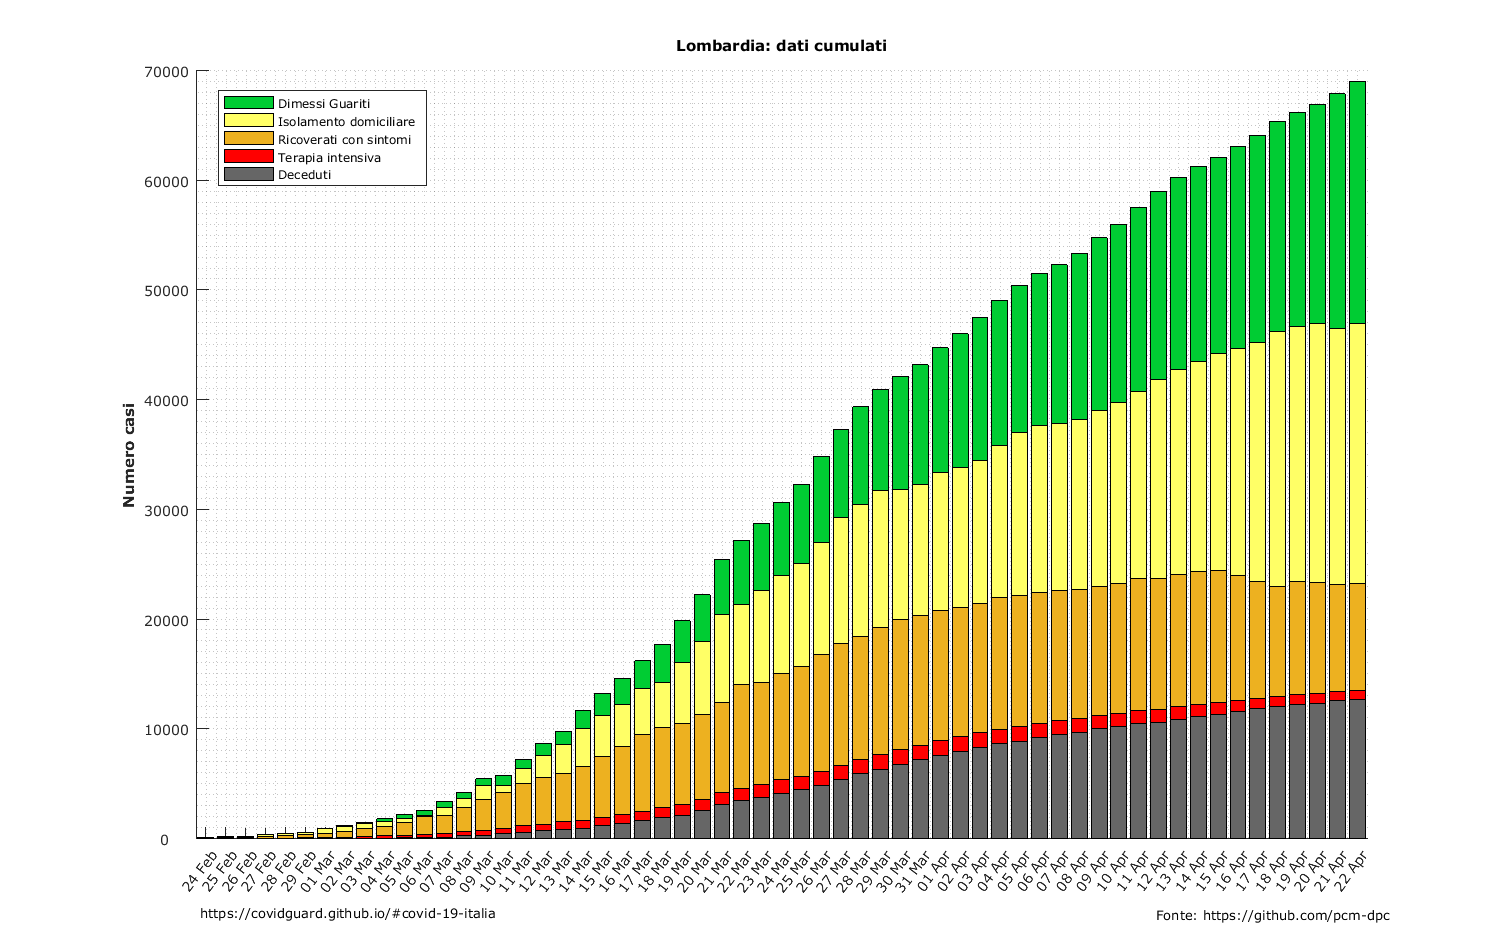 Lombardia: dati cumulati
70000
60000
50000
40000
30000
20000
10000
0
Numero casi
Dimessi Guariti
Isolamento domiciliare
Ricoverati con sintomi
Terapia intensiva
Deceduti
24 Feb
25 Feb
26 Feb
27 Feb
28 Feb
29 Feb
01 Mar
02 Mar
03 Mar
04 Mar
05 Mar
06 Mar
07 Mar
08 Mar
09 Mar
10 Mar
11 Mar
12 Mar
13 Mar
14 Mar
15 Mar
16 Mar
17 Mar
18 Mar
19 Mar
20 Mar
21 Mar
22 Mar
23 Mar
24 Mar
25 Mar
26 Mar
27 Mar
28 Mar
29 Mar
30 Mar
31 Mar
01 Apr
02 Apr
03 Apr
04 Apr
05 Apr
06 Apr
07 Apr
08 Apr
09 Apr
10 Apr
11 Apr
12 Apr
13 Apr
14 Apr
15 Apr
16 Apr
17 Apr
18 Apr
19 Apr
20 Apr
21 Apr
22 Apr
https://covidguard.github.io/#covid-19-italia
Fonte: https://github.com/pcm-dpc